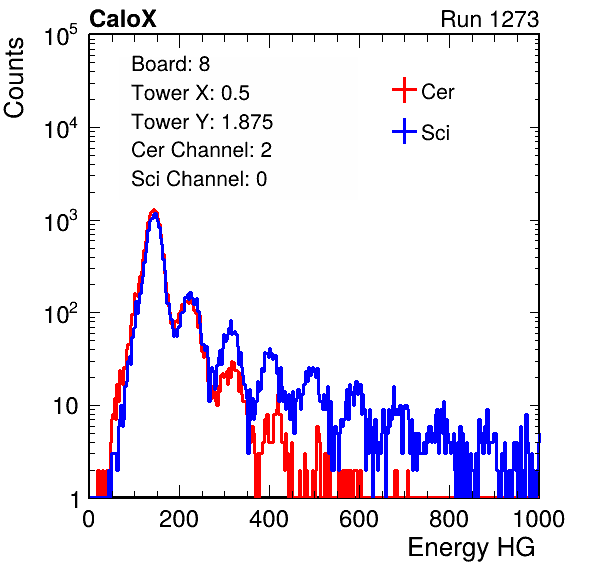 CaloX Run 1273
Counts
Board: 8
Tower X: 0.5
Tower Y: 1.875
Cer Channel: 2
Sci Channel: 0
Cer
Sci
10^5
10^4
10^3
10^2
10
1
0 200 400 600 800 1000
Energy HG